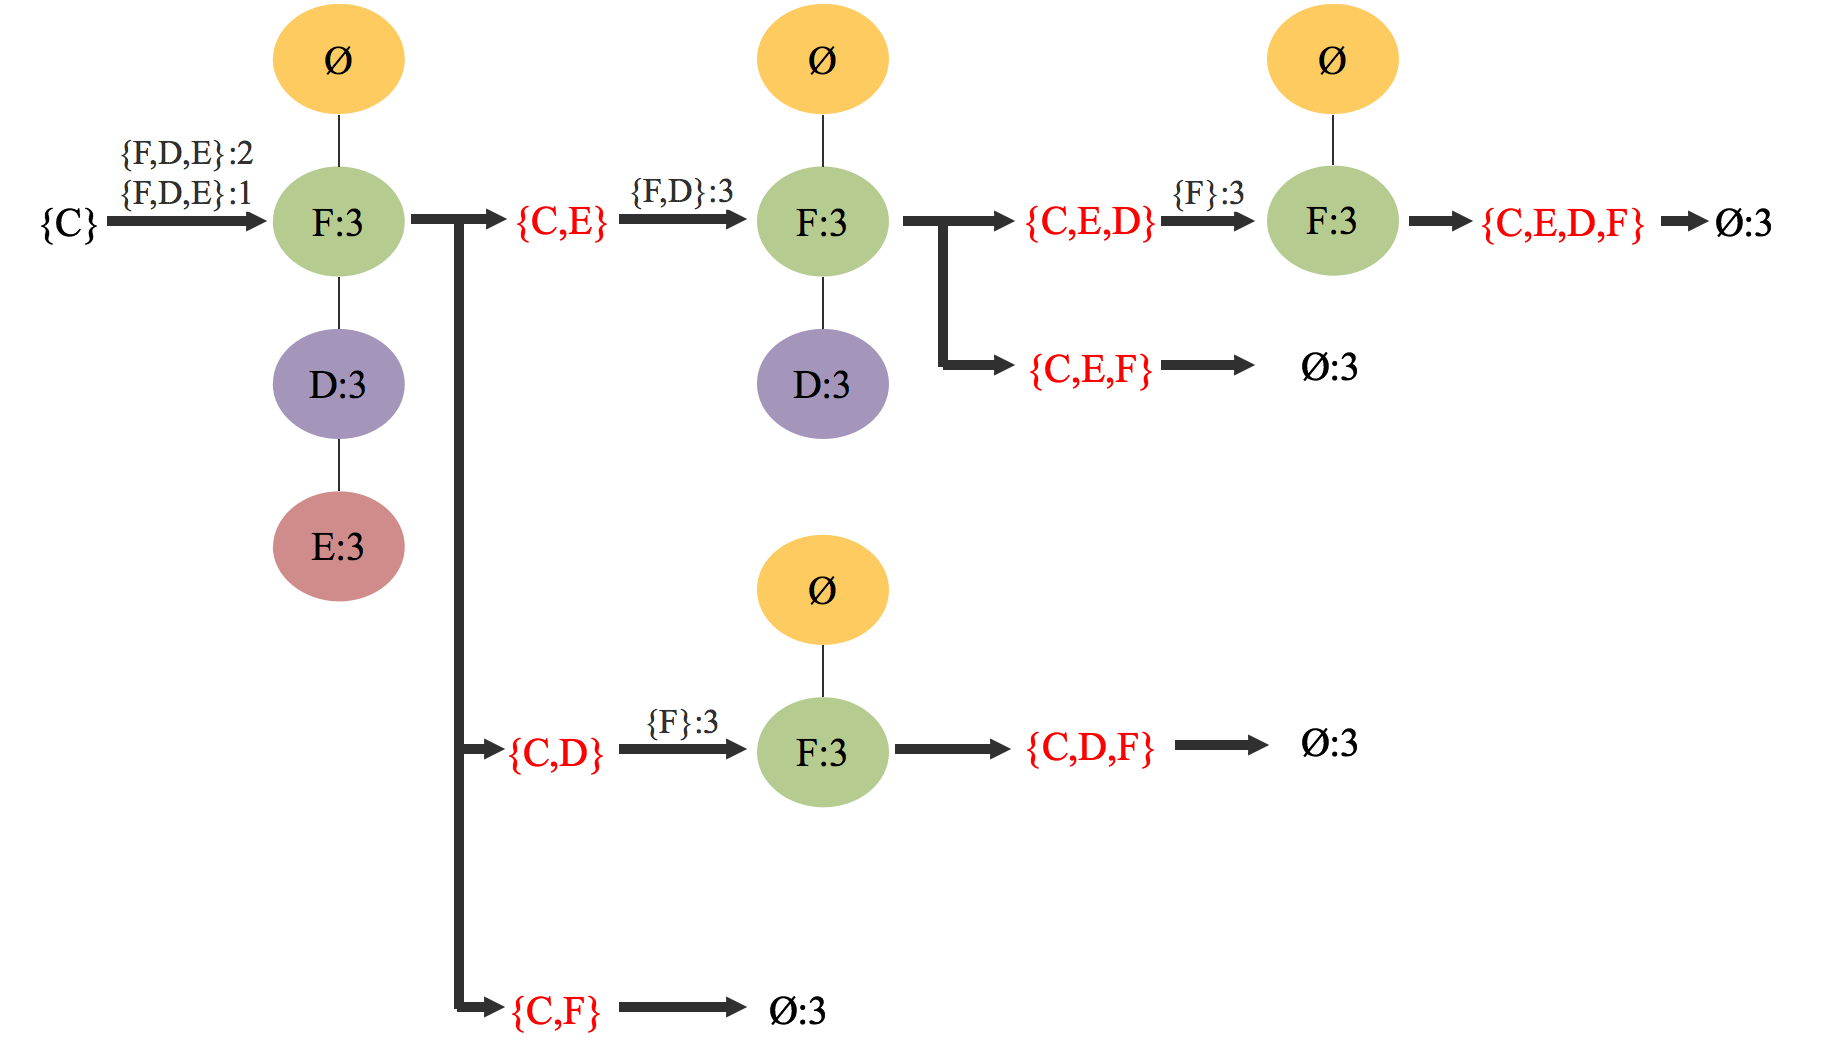 Ø
Ø
Ø
{F,D,E}:2
{F,D,E}:1
{C}
F:3
{C,E}
{F,D}:3
F:3
{C,E,D}
{F}:3
F:3
{C,E,D,F}
Ø:3
D:3
D:3
{C,E,F}
Ø:3
E:3
Ø
{C,D}
{F}:3
F:3
{C,D,F}
Ø:3
{C,F}
Ø:3